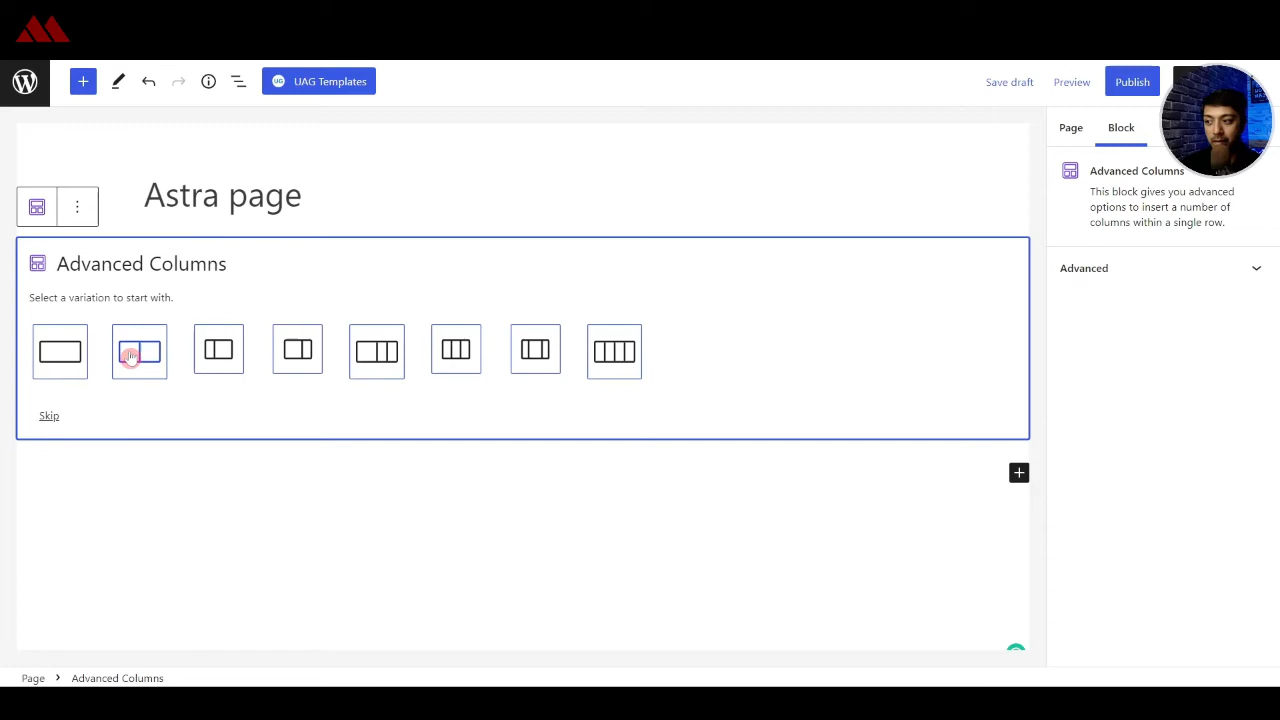 UG UAG Templates
Save draft
Preview
Publish
Page
Block
Astra page
Advanced Columns
This block gives you advanced
options to insert a number of
columns within a single row.
Advanced
Advanced Columns
Select a variation to start with.
Skip
Page
Advanced Columns